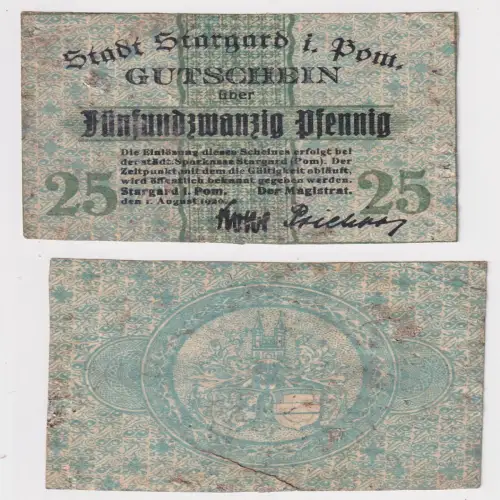 Stadt Stargard i. Pom.
GUTSCHEIN
über
Fünfundzwanzig Pfennig
Die Einlösung dieses Scheines erfolgt bei
der städt. Sparkasse Stargard (Pom). Der
Zeitpunkt, mit dem die Gültigkeit abläuft,
wird öffentlich bekannt gegeben werden.
Stargard i. Pom. Der Magistrat.
den 1. August 1920.
25 25